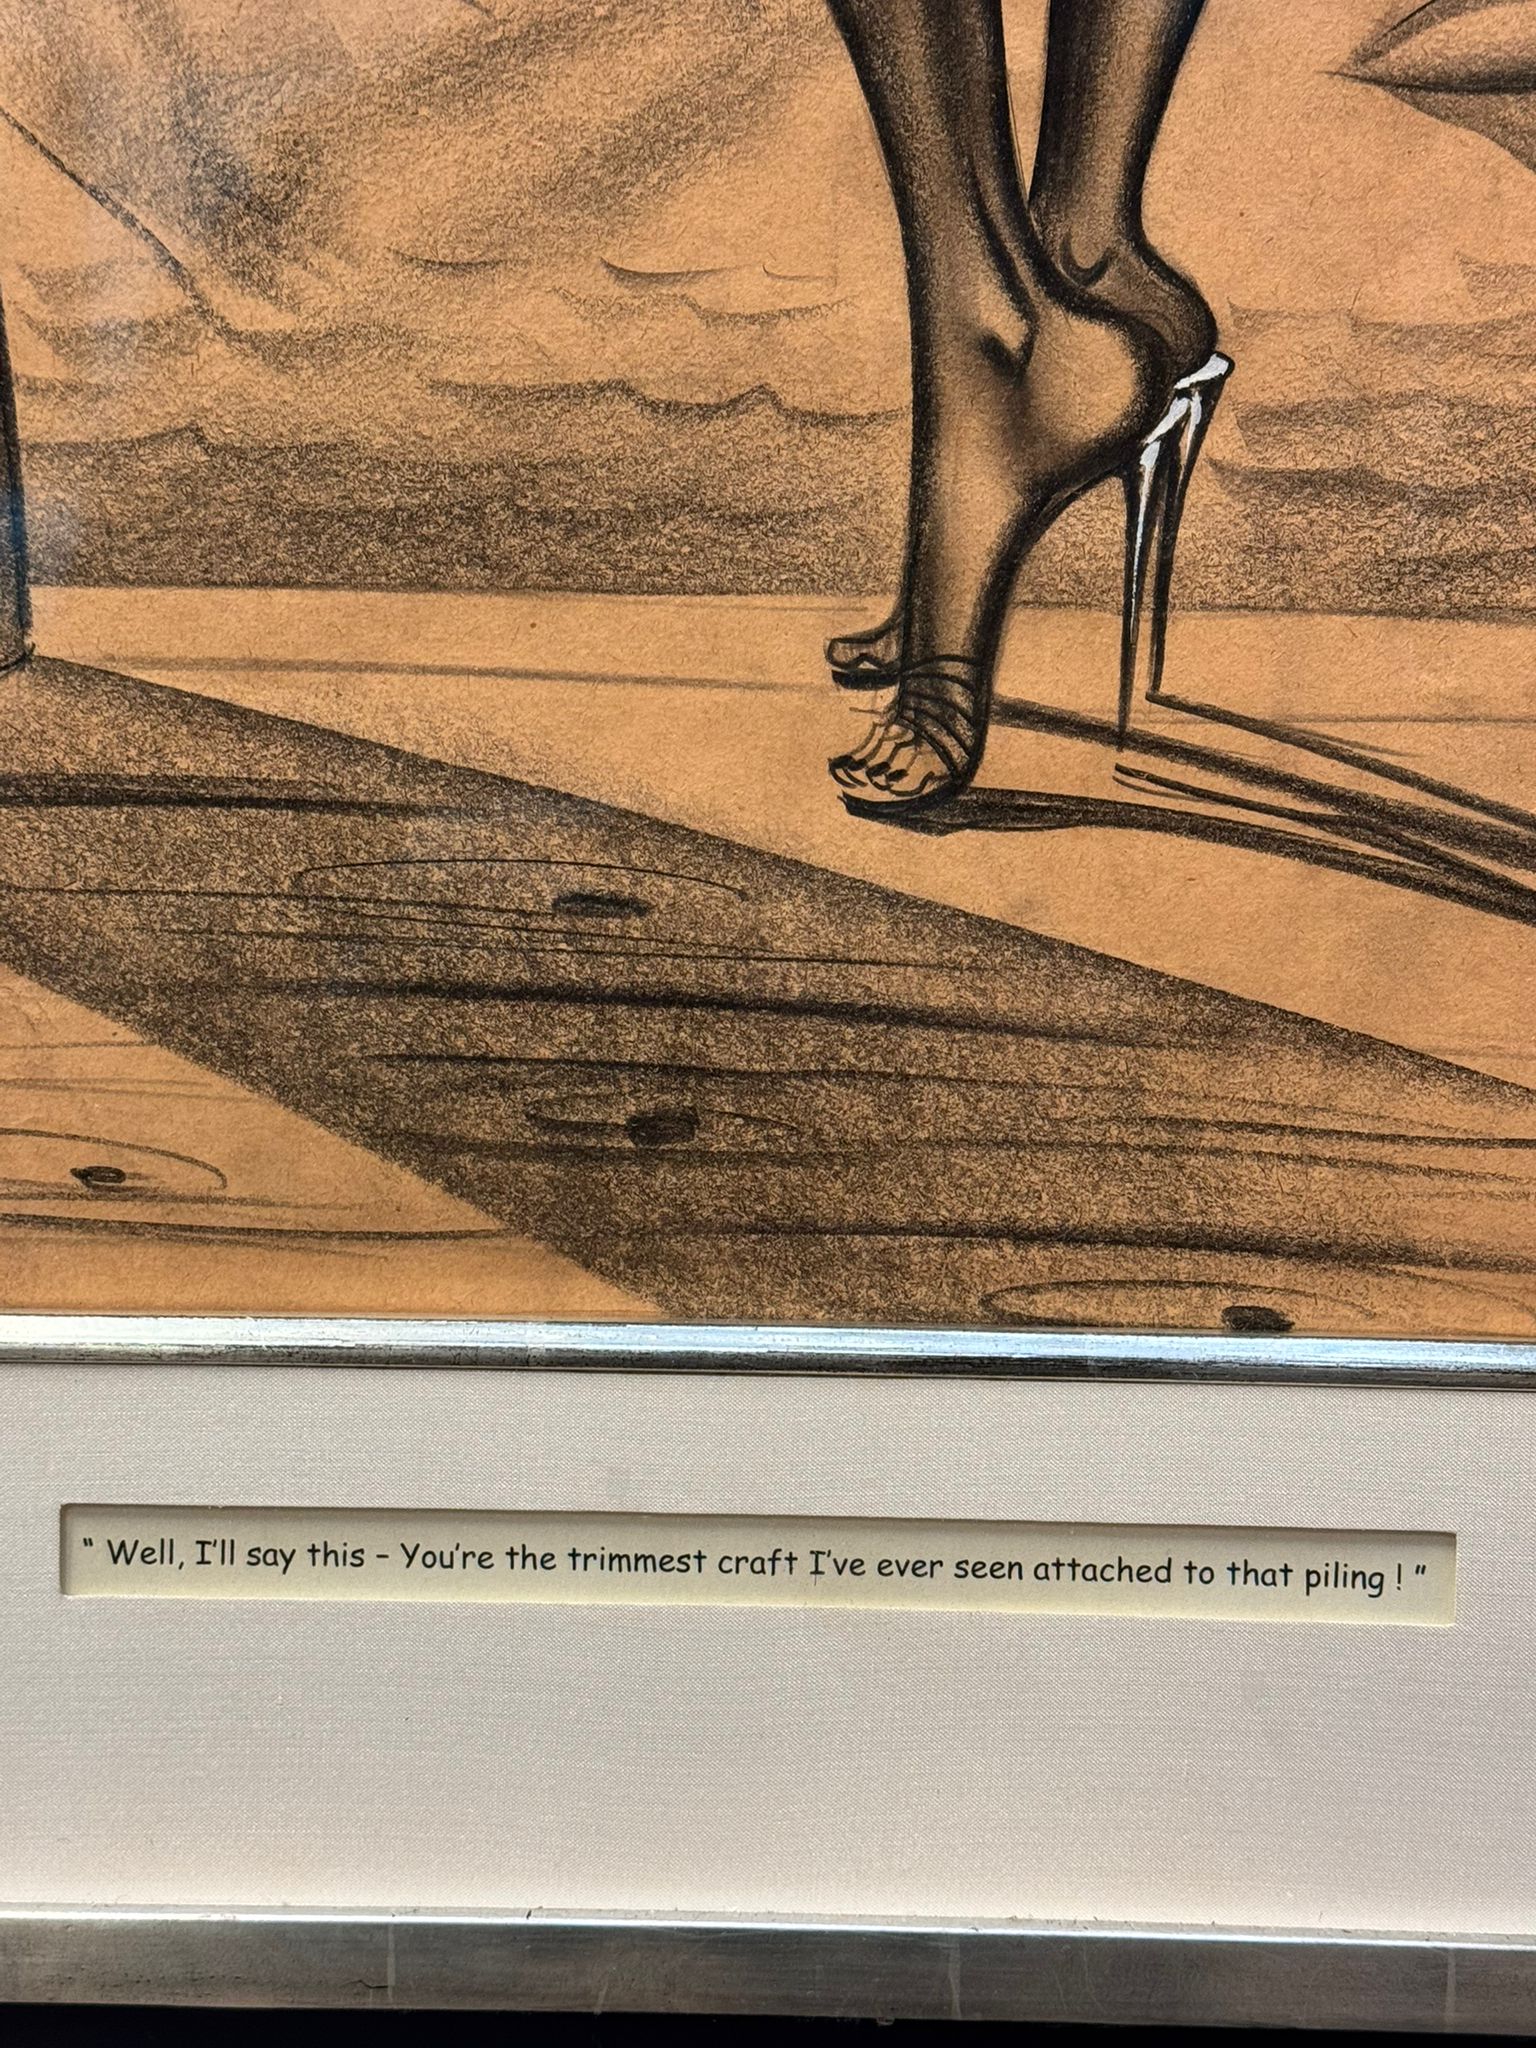 " Well, I'll say this – You're the trimmest craft I've ever seen attached to that piling ! "